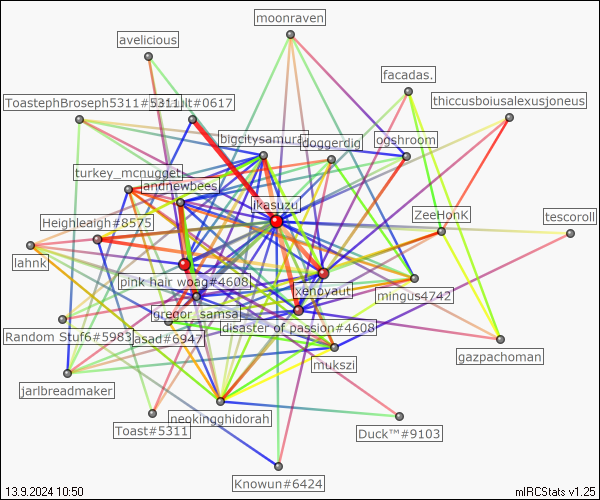 moonraven
avelicious
facadas.
thiccusboiusalexusjoneus
ToastephBroseph5311#5311
ult#0617
bigcitysamurai
doggerdig
ogshroom
turkey_mcnugget
andnewbees
ikasuzu
ZeeHonK
tescoroll
Heighleaigh#8575
lahnk
pink hair woag#4608
xenoyaut
mingus4742
gregor_samsa
disaster of passion#4608
Random Stuf6#5983
asad#6947
mukszi
gazpachoman
jarlbreadmaker
neokingghidorah
Toast#5311
Duck™#9103
Knowun#6424
13.9.2024 10:50
mIRCStats v1.25